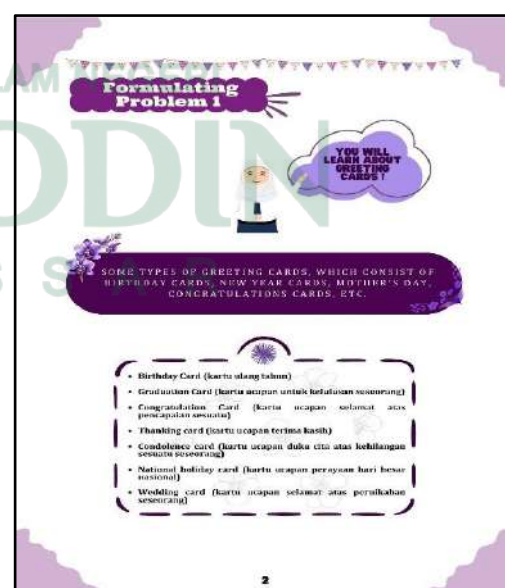 AM NEGERI
Formulating
Problem 1
YOU WILL
LEARN ABOUT
GREETING
CARDS !
DDIN
S S A R
SOME TYPES OF GREETING CARDS, WHICH CONSIST OF
BIRTHDAY CARDS, NEW YEAR CARDS, MOTHER'S DAY,
CONGRATULATIONS CARDS, ETC.
• Birthday Card (kartu ulang tahun)
• Graduation Card (kartu ucapan untuk kelulusan seseorang)
• Congratulation Card (kartu ucapan selamat atas
pencapaian sesuatu)
• Thanking card (kartu ucapan terima kasih)
• Condolence card (kartu ucapan duka cita atas kehilangan
sesuatu seseorang)
• National holiday card (kartu ucapan perayaan hari besar
nasional)
• Wedding card (kartu ucapan selamat atas pernikahan
seseorang)
2